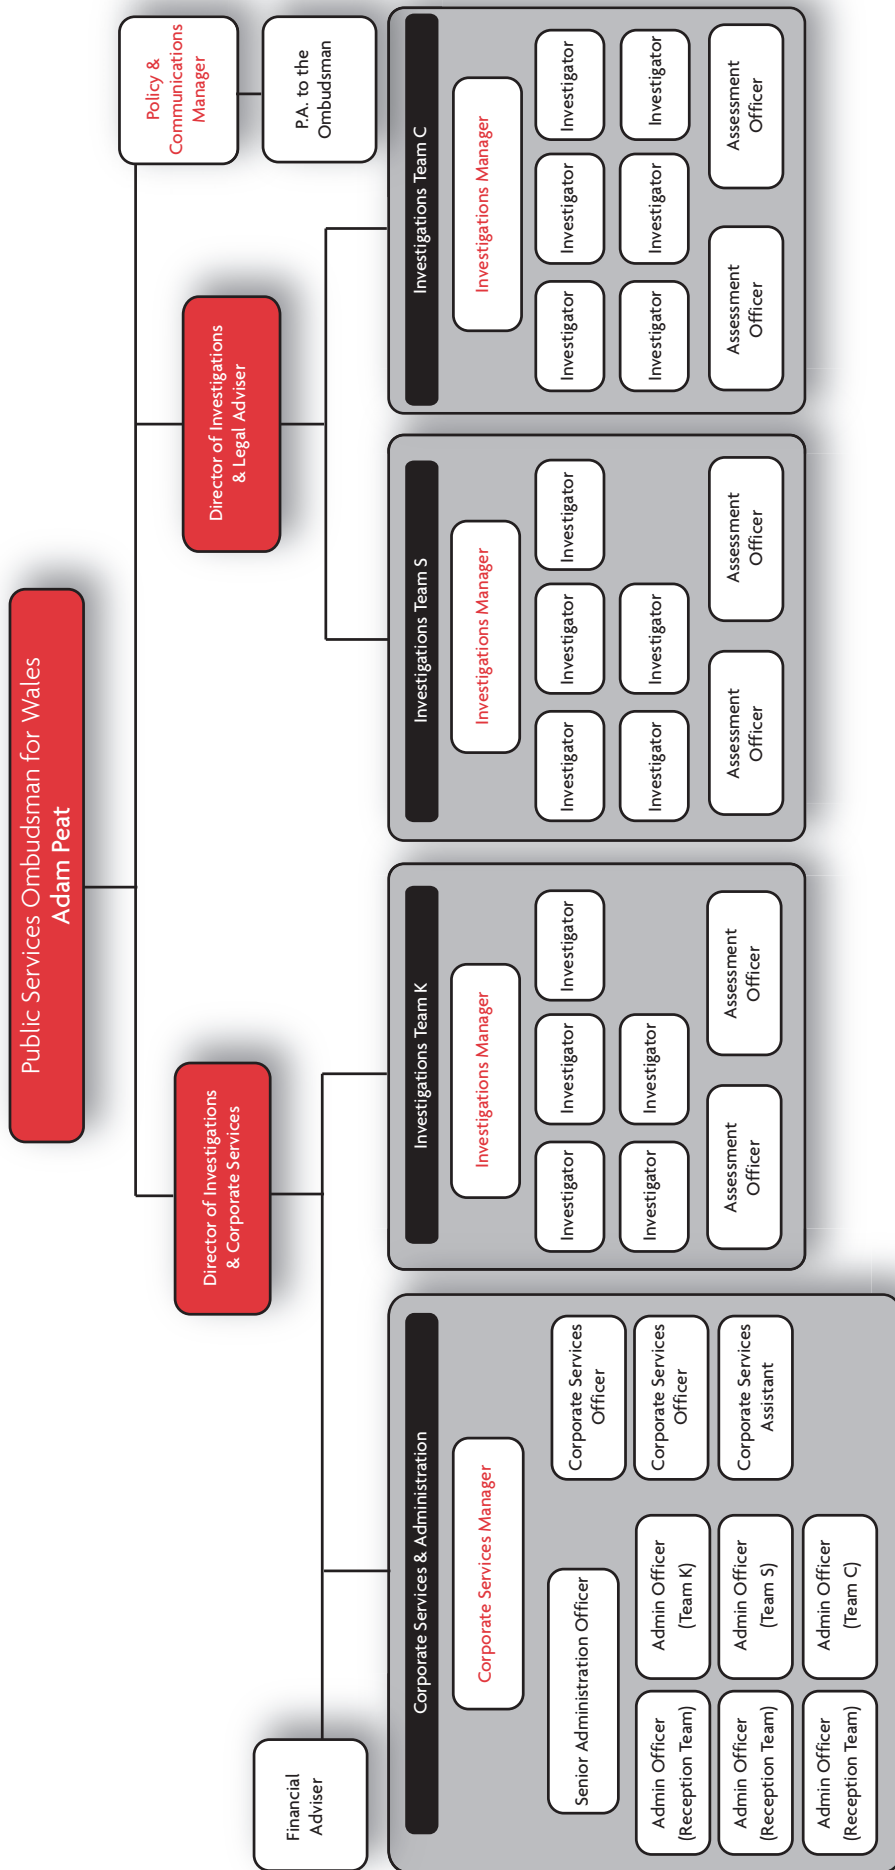 Public Services Ombudsman for Wales
Adam Peat
Policy &
Communications
Manager
P.A. to the
Ombudsman
Director of Investigations
& Corporate Services
Director of Investigations
& Legal Adviser
Financial
Adviser
Corporate Services & Administration
Corporate Services Manager
Senior Administration Officer
Corporate Services
Officer
Corporate Services
Officer
Corporate Services
Assistant
Admin Officer
(Reception Team)
Admin Officer
(Team K)
Admin Officer
(Reception Team)
Admin Officer
(Team S)
Admin Officer
(Reception Team)
Admin Officer
(Team C)
Investigations Team K
Investigations Manager
Investigator
Investigator
Investigator
Investigator
Investigator
Assessment
Officer
Assessment
Officer
Investigations Team S
Investigations Manager
Investigator
Investigator
Investigator
Investigator
Investigator
Assessment
Officer
Assessment
Officer
Investigations Team C
Investigations Manager
Investigator
Investigator
Investigator
Investigator
Investigator
Investigator
Assessment
Officer
Assessment
Officer